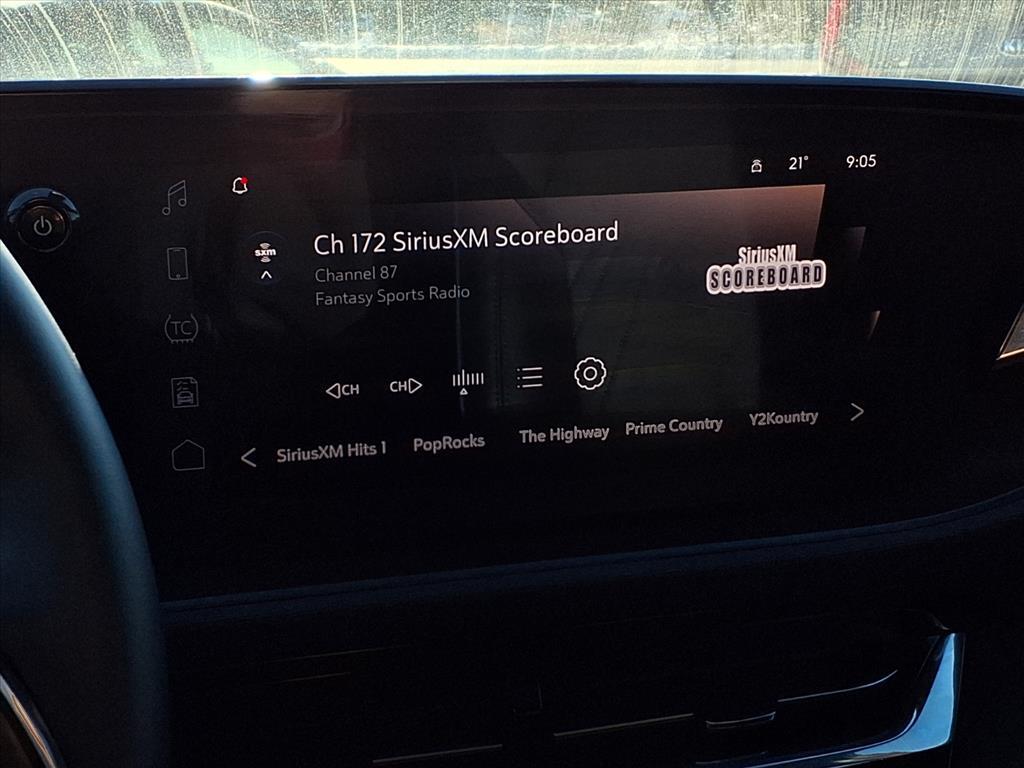 21° 9:05
sxm
Ch 172 SiriusXM Scoreboard
Channel 87
Fantasy Sports Radio
SiriusXM
SCOREBOARD
TC
CH CH
SiriusXM Hits 1 PopRocks The Highway Prime Country Y2Kountry